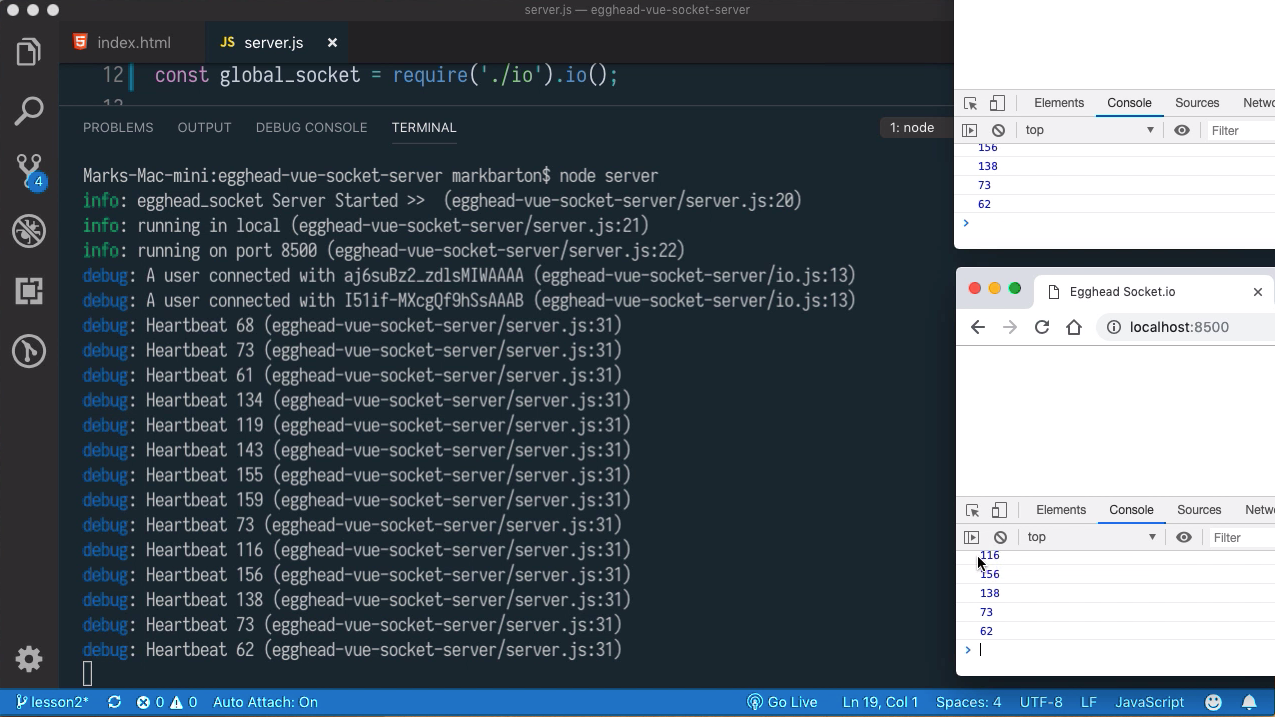 server.js — egghead-vue-socket-server
index.html
JS server.js ×
12 const global_socket = require('./io').io();
PROBLEMS OUTPUT DEBUG CONSOLE TERMINAL 1: node
Marks-Mac-mini:egghead-vue-socket-server markbarton$ node server
info: egghead_socket Server Started >>  (egghead-vue-socket-server/server.js:20)
info: running in local (egghead-vue-socket-server/server.js:21)
info: running on port 8500 (egghead-vue-socket-server/server.js:22)
debug: A user connected with aj6suBz2_zdlsMIWAAAA (egghead-vue-socket-server/io.js:13)
debug: A user connected with I51if-MXcgQf9hSsAAAB (egghead-vue-socket-server/io.js:13)
debug: Heartbeat 68 (egghead-vue-socket-server/server.js:31)
debug: Heartbeat 73 (egghead-vue-socket-server/server.js:31)
debug: Heartbeat 61 (egghead-vue-socket-server/server.js:31)
debug: Heartbeat 134 (egghead-vue-socket-server/server.js:31)
debug: Heartbeat 119 (egghead-vue-socket-server/server.js:31)
debug: Heartbeat 143 (egghead-vue-socket-server/server.js:31)
debug: Heartbeat 155 (egghead-vue-socket-server/server.js:31)
debug: Heartbeat 159 (egghead-vue-socket-server/server.js:31)
debug: Heartbeat 73 (egghead-vue-socket-server/server.js:31)
debug: Heartbeat 116 (egghead-vue-socket-server/server.js:31)
debug: Heartbeat 156 (egghead-vue-socket-server/server.js:31)
debug: Heartbeat 138 (egghead-vue-socket-server/server.js:31)
debug: Heartbeat 73 (egghead-vue-socket-server/server.js:31)
debug: Heartbeat 62 (egghead-vue-socket-server/server.js:31)
4
lesson2* 0 0 Auto Attach: On Go Live Ln 19, Col 1 Spaces: 4 UTF-8 LF JavaScript
Elements Console Sources Netwo
top Filter
156
138
73
62
>
Egghead Socket.io ×
localhost:8500
Elements Console Sources Netw
top Filter
116
156
138
73
62
>